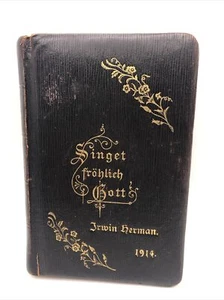 Singet
fröhlich
Gott
Irwin Herman.
1914.